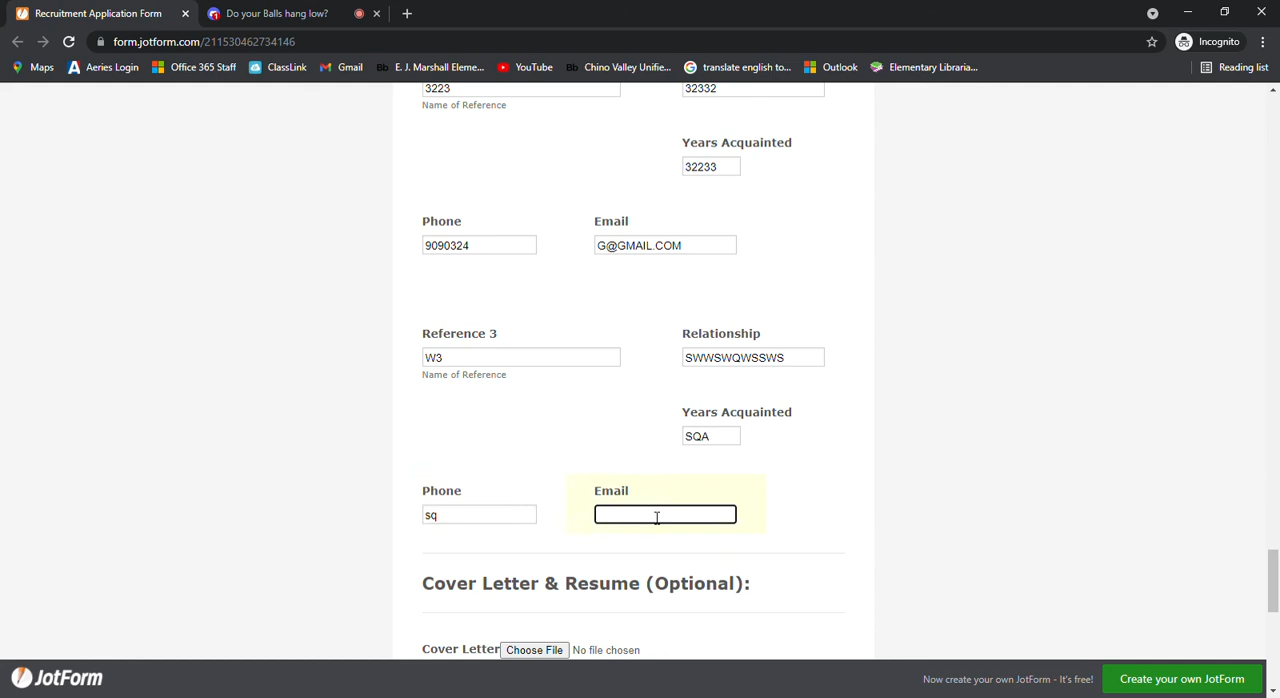 Recruitment Application Form
Do your Balls hang low?
form.jotform.com/211530462734146
Incognito
Maps
Aeries Login
Office 365 Staff
ClassLink
Gmail
Bb E. J. Marshall Eleme...
YouTube
Bb Chino Valley Unifie...
translate english to...
Outlook
Elementary Libraria...
Reading list
3223
32332
Name of Reference
Years Acquainted
32233
Phone
Email
9090324
G@GMAIL.COM
Reference 3
Relationship
W3
SWWSWQWSSWS
Name of Reference
Years Acquainted
SQA
Phone
Email
sq
Cover Letter & Resume (Optional):
Cover Letter Choose File No file chosen
JotForm
Now create your own JotForm - It's free!
Create your own JotForm